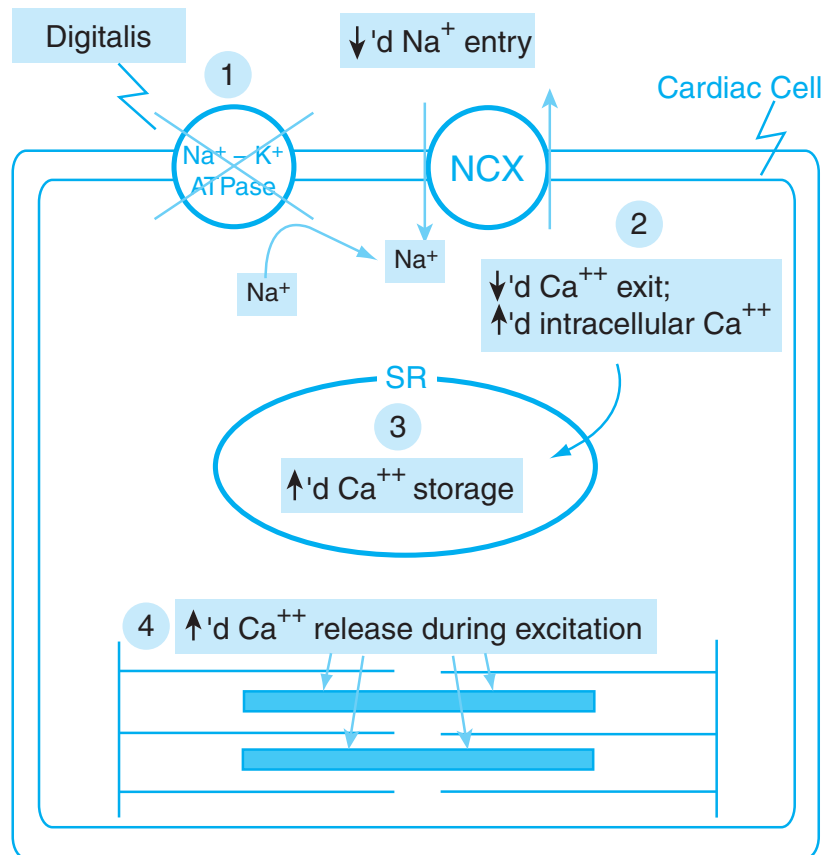 Digitalis
↓'d Na⁺ entry
1
Cardiac Cell
Na⁺ – K⁺
ATPase
NCX
2
Na⁺
Na⁺
↓'d Ca⁺⁺ exit;
↑'d intracellular Ca⁺⁺
SR
3
↑'d Ca⁺⁺ storage
4 ↑'d Ca⁺⁺ release during excitation